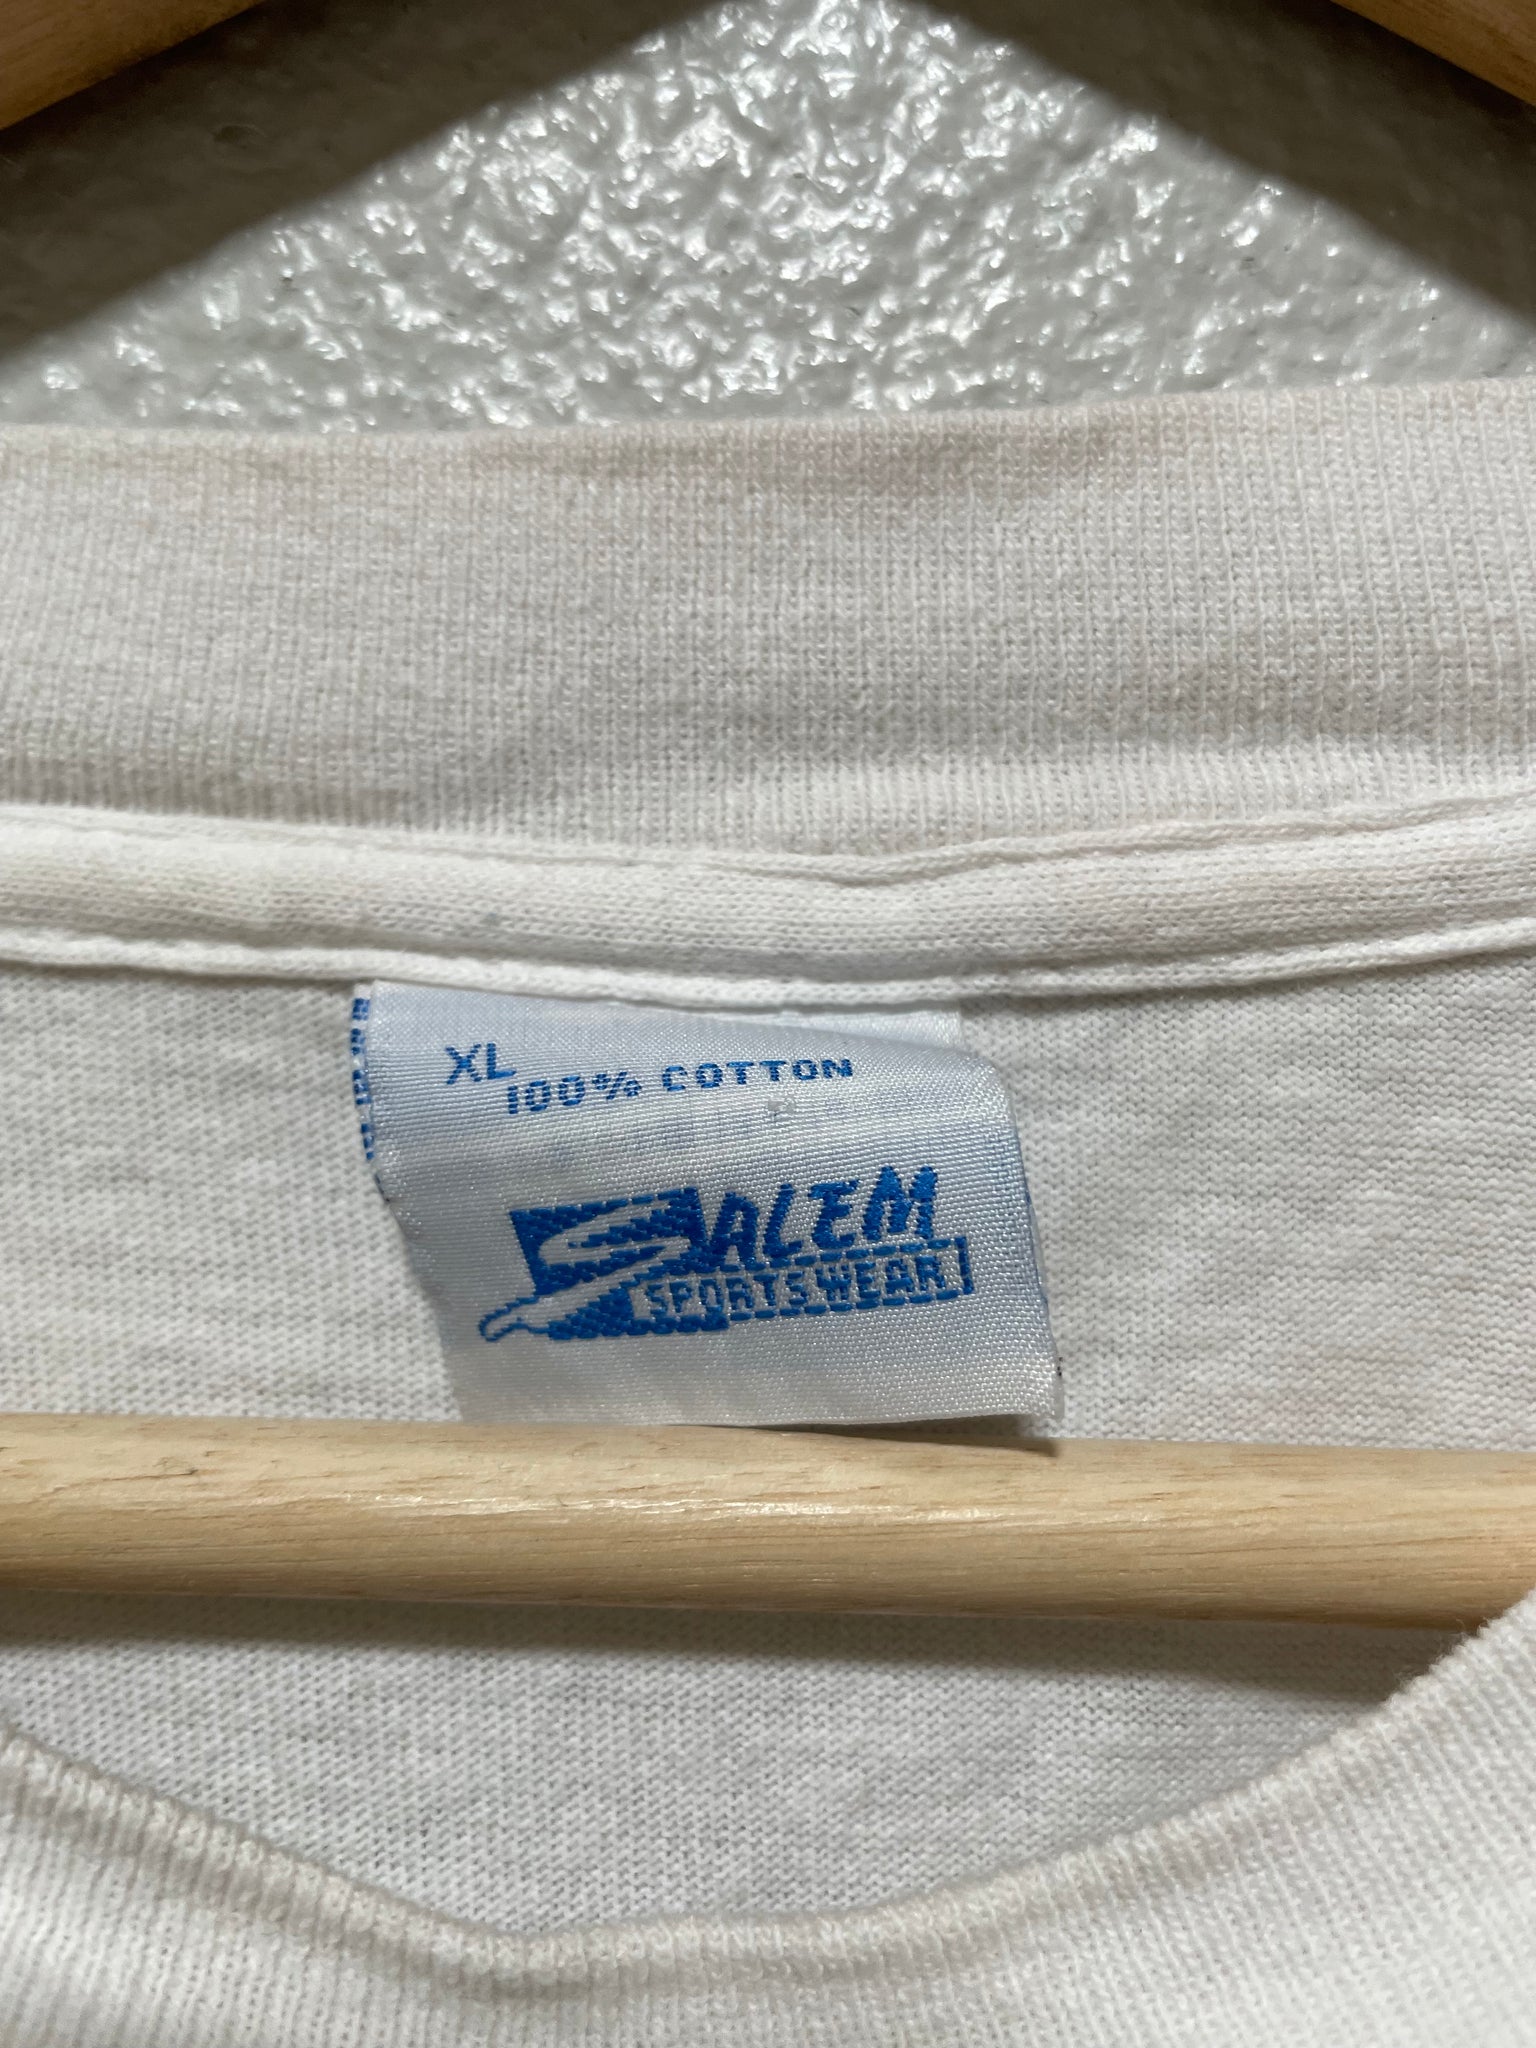 XL
100% COTTON
SALEM
SPORTSWEAR